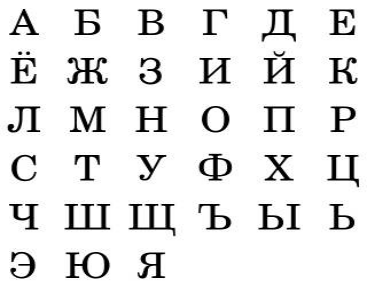 А Б В Г Д Е
Ё Ж З И Й К
Л М Н О П Р
С Т У Ф Х Ц
Ч Ш Щ Ъ Ы Ь
Э Ю Я